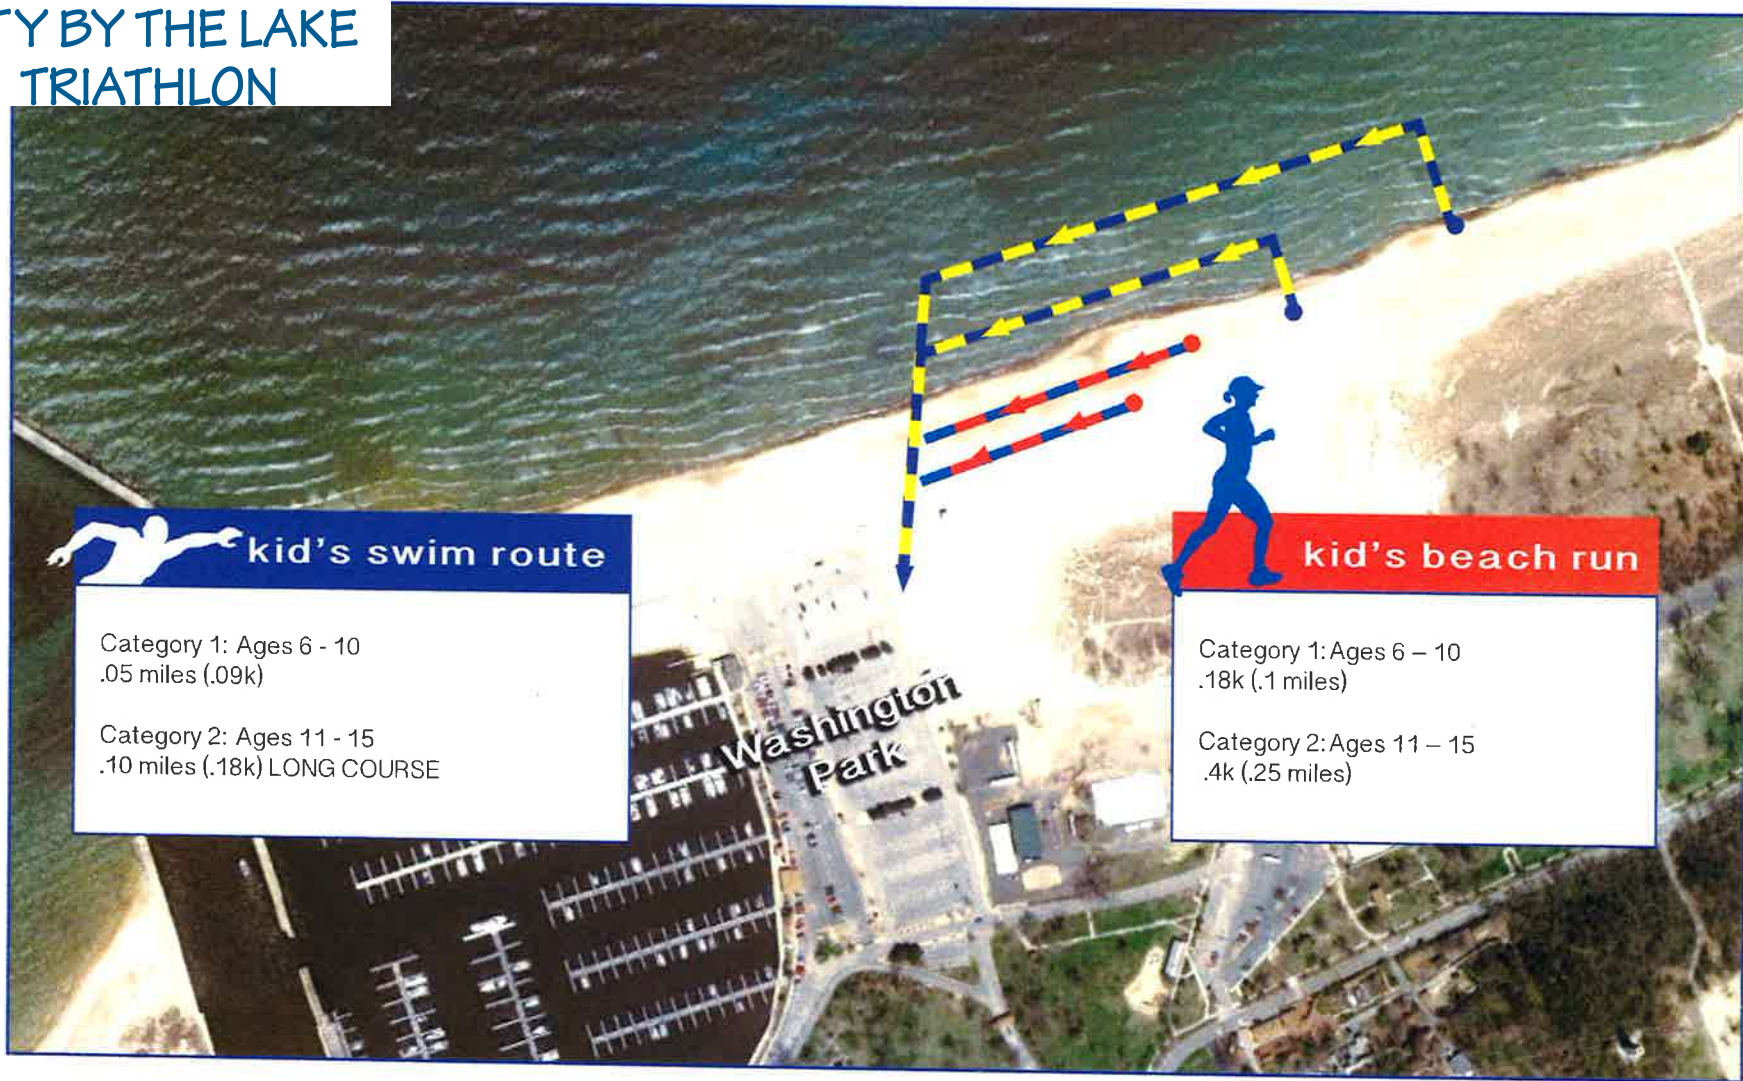 TY BY THE LAKE
TRIATHLON
kid's swim route
Category 1: Ages 6 - 10
.05 miles (.09k)
Category 2: Ages 11 - 15
.10 miles (.18k) LONG COURSE
kid's beach run
Category 1: Ages 6 – 10
.18k (.1 miles)
Category 2: Ages 11 – 15
.4k (.25 miles)
Washington
Park